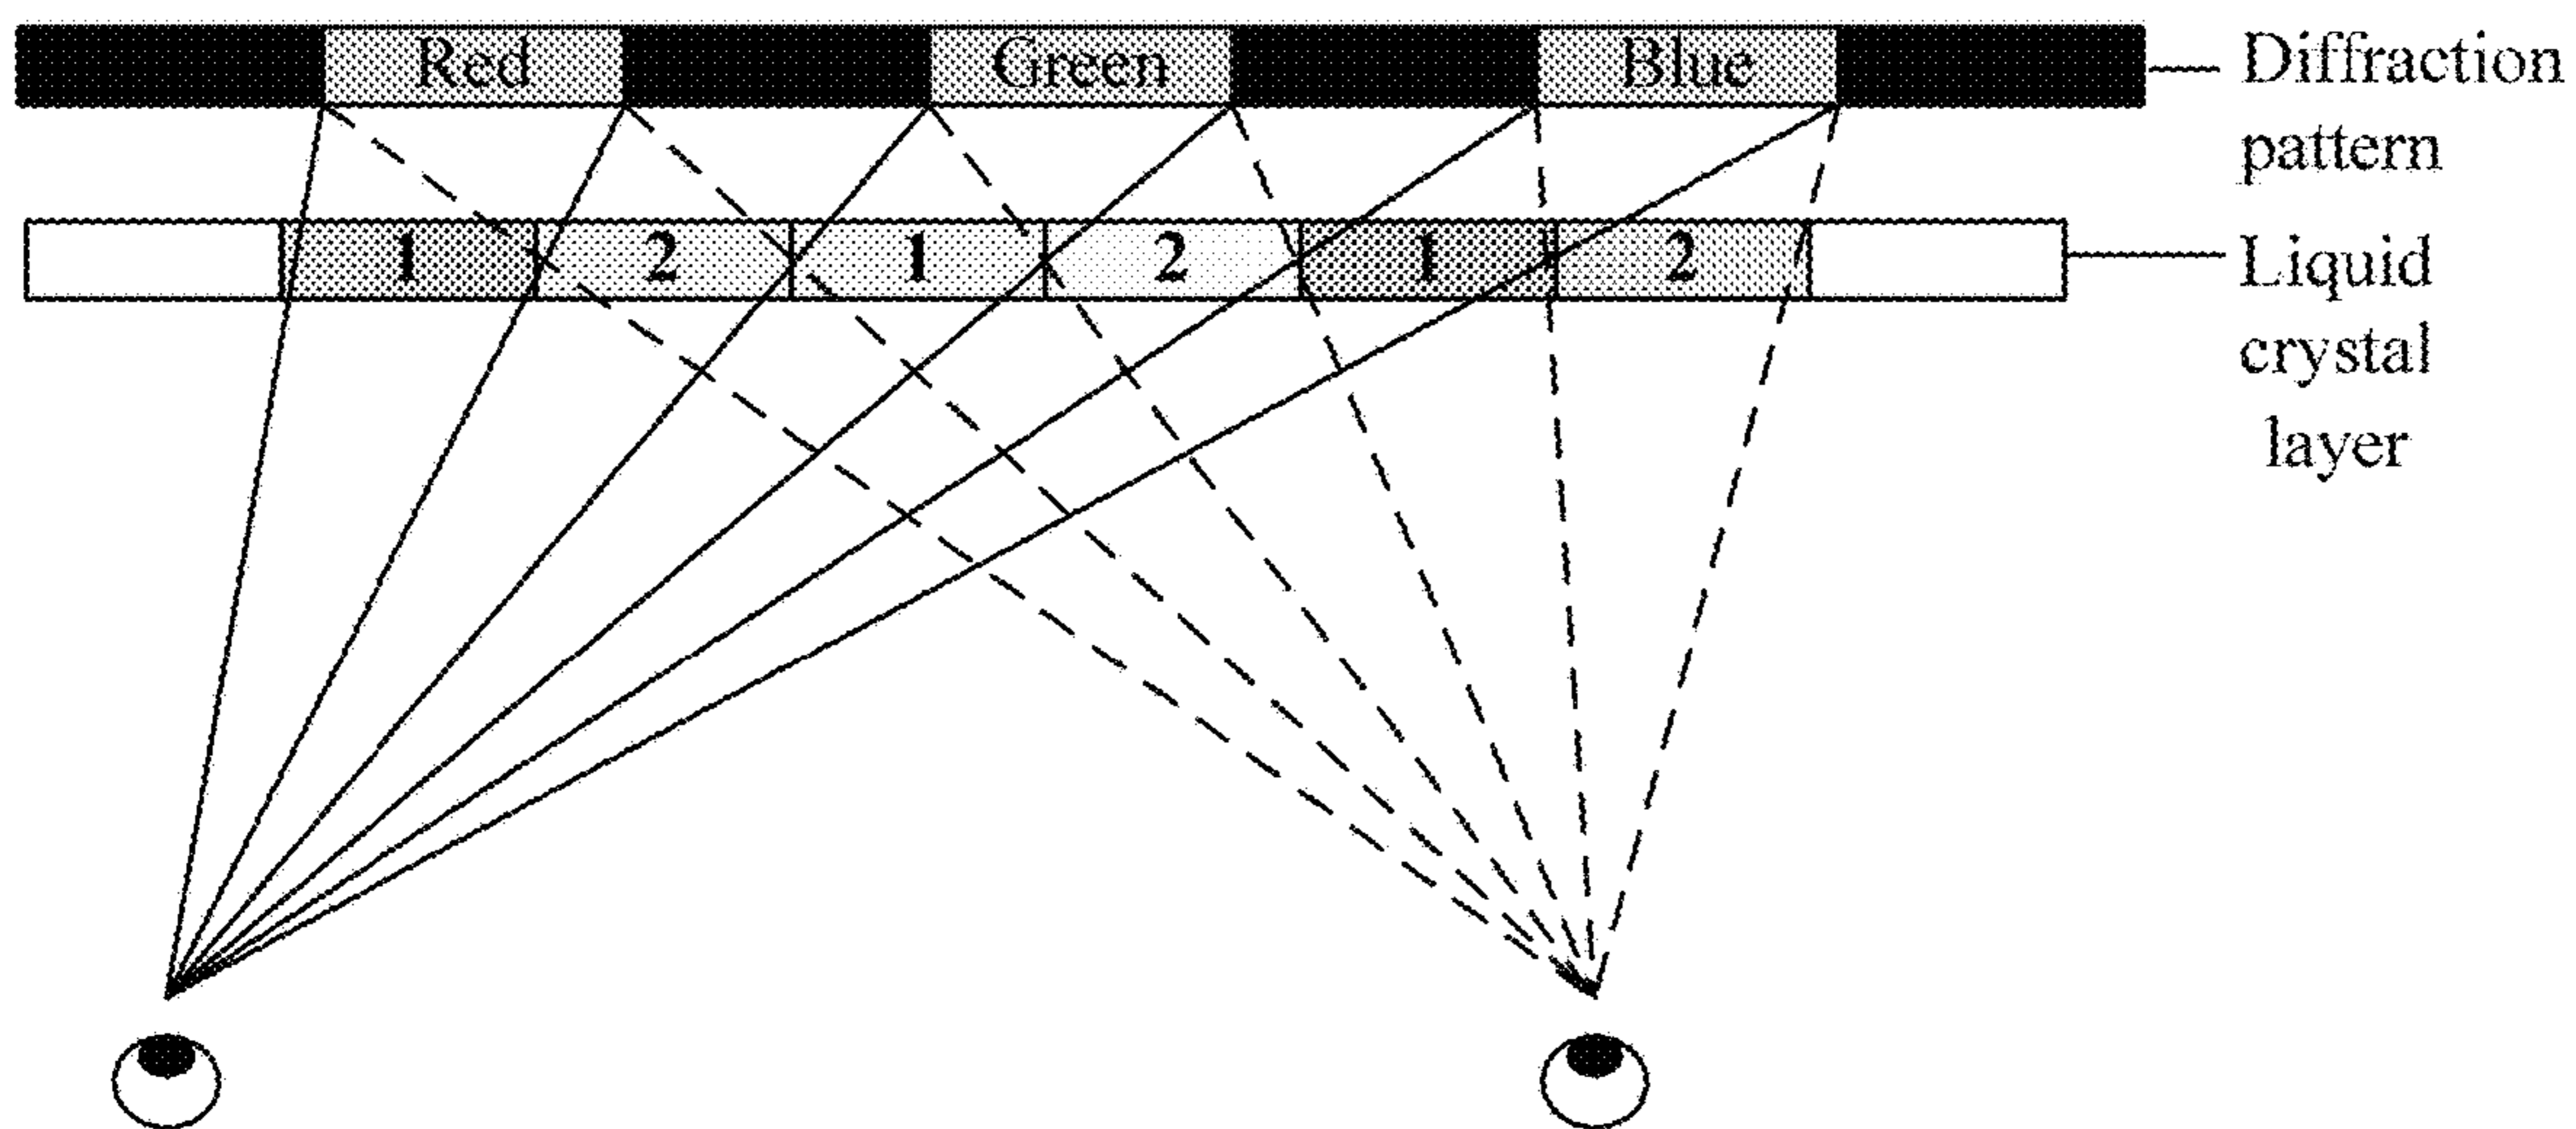 Red Green Blue
Diffraction
pattern
1 2 1 2 1 2
Liquid
crystal
layer